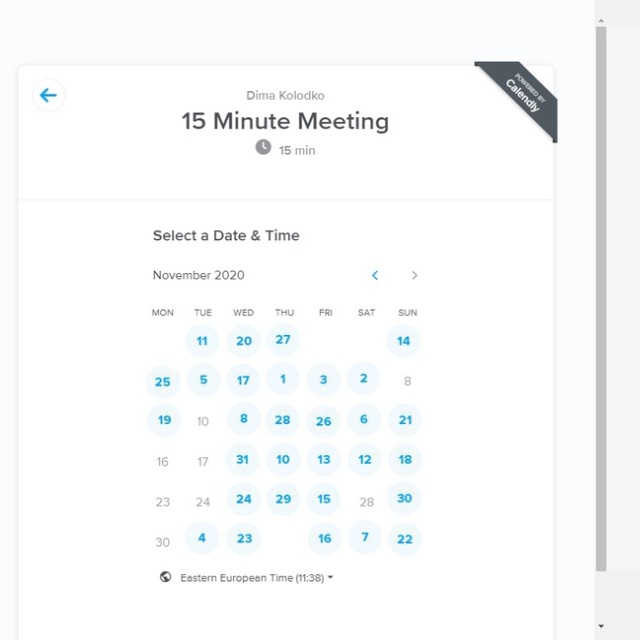 Dima Kolodko
15 Minute Meeting
15 min
POWERED BY
Calendly
Select a Date & Time
November 2020
MON TUE WED THU FRI SAT SUN
11 20 27 14
25 5 17 1 3 2 8
19 10 8 28 26 6 21
16 17 31 10 13 12 18
23 24 24 29 15 28 30
30 4 23 16 7 22
Eastern European Time (11:38)